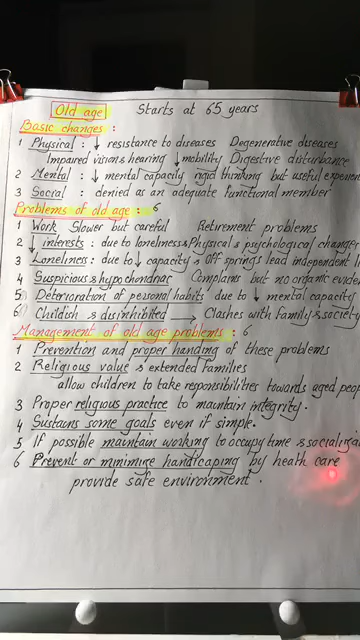 Old age Starts at 65 years
Basic changes :
1 Physical : ↓ resistance to diseases Degenerative diseases
Impaired vision & hearing ↓ mobility Digestive disturbance
2 Mental : ↓ mental capacity rigid thinking but useful experien
3 Social : denied as an adequate functional member
Problems of old age : 6
1 Work Slower but careful Retirement problems
2 ↓ interests : due to loneliness & Physical & psychological changes
3 Loneliness : due to ↓ capacity & off springs lead independent li
4 Suspicious & hypochondriac Complains but no organic eviden
5 Deterioration of personal habits due to ↓ mental capacity
6 Childish & disinhibited → Clashes with family & society
Management of old age problems : 6
1 Prevention and proper handing of these problems
2 Religious value & extended families
allow children to take responsibilities towards aged peop
3 Proper religious practice to maintain integrity.
4 Sustains some goals even if simple.
5 If possible maintain working to occupy time & socializa
6 Prevent or minimize handicaping by heath care
provide safe environment.